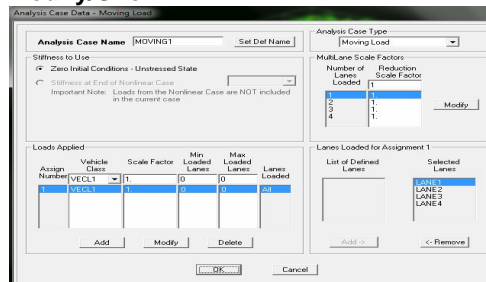 Analysis Case Data - Moving Load
Analysis Case Name MOVING1 Set Def Name
Analysis Case Type
Moving Load
Stiffness to Use
Zero Initial Conditions - Unstressed State
Stiffness at End of Nonlinear Case
Important Note: Loads from the Nonlinear Case are NOT included
in the current case
MultiLane Scale Factors
Number of Lanes Loaded Reduction Scale Factor
1 1
1 1.
2 1.
3 1.
4 1.
Modify
Loads Applied
Assign Number Vehicle Class Scale Factor Min Loaded Lanes Max Loaded Lanes Lanes Loaded
VECL1 1. 0 0
1 VECL1 1. 0 0 All
Add Modify Delete
Lanes Loaded for Assignment 1
List of Defined Lanes
Selected Lanes
LANE1
LANE2
LANE3
LANE4
Add -> <- Remove
OK Cancel